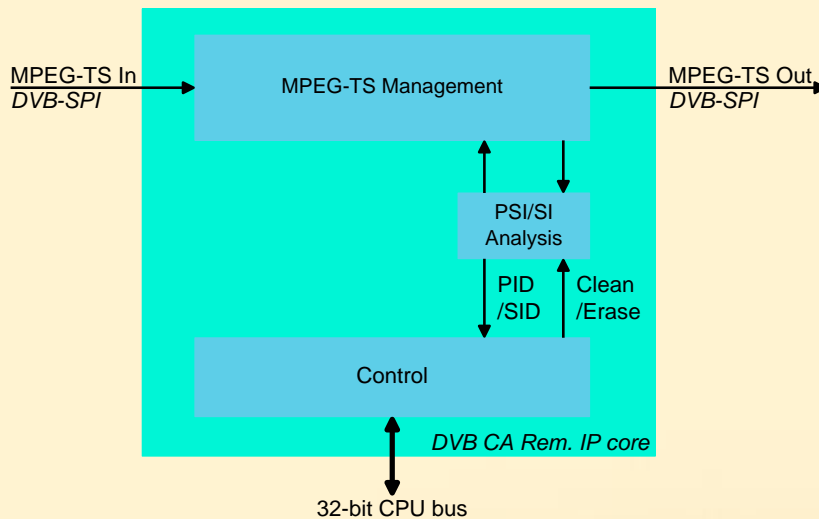 MPEG-TS In
DVB-SPI
MPEG-TS Management
MPEG-TS Out
DVB-SPI
PSI/SI
Analysis
PID
/SID
Clean
/Erase
Control
DVB CA Rem. IP core
32-bit CPU bus